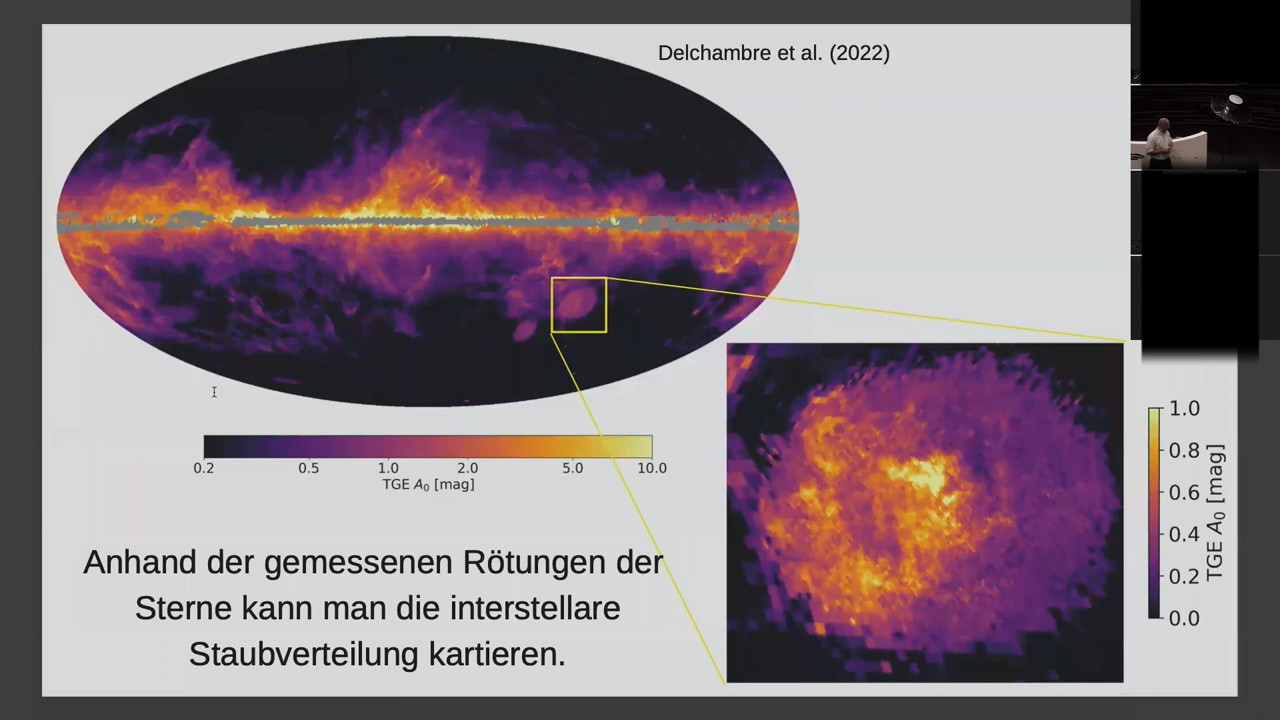 Delchambre et al. (2022)
0.2 0.5 1.0 2.0 5.0 10.0
TGE A₀ [mag]
1.0
0.8
0.6
0.4
0.2
0.0
TGE A₀ [mag]
Anhand der gemessenen Rötungen der
Sterne kann man die interstellare
Staubverteilung kartieren.